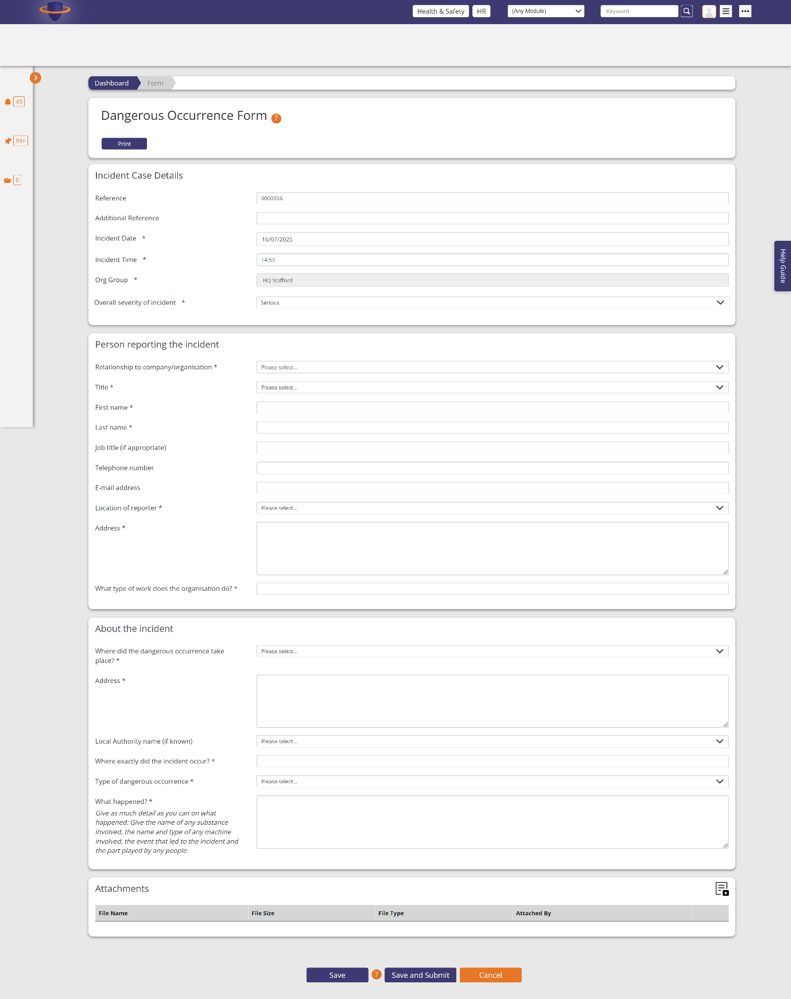 Health & Safety
HR
(Any Module)
Keyword
49
99+
0
Dashboard
Form
Dangerous Occurrence Form ?
Print
Incident Case Details
Reference
0000336
Additional Reference
Incident Date *
16/07/2025
Incident Time *
14:53
Org Group *
HQ Stafford
Overall severity of incident *
Serious
Help Guide
Person reporting the incident
Relationship to company/organisation *
Please select...
Title *
Please select...
First name *
Last name *
Job title (if appropriate)
Telephone number
E-mail address
Location of reporter *
Please select...
Address *
What type of work does the organisation do? *
About the incident
Where did the dangerous occurrence take
place? *
Please select...
Address *
Local Authority name (if known)
Please select...
Where exactly did the incident occur? *
Type of dangerous occurrence *
Please select...
What happened? *
Give as much detail as you can on what
happened: Give the name of any substance
involved, the name and type of any machine
involved, the event that led to the incident and
the part played by any people.
Attachments
File Name
File Size
File Type
Attached By
Save
?
Save and Submit
Cancel